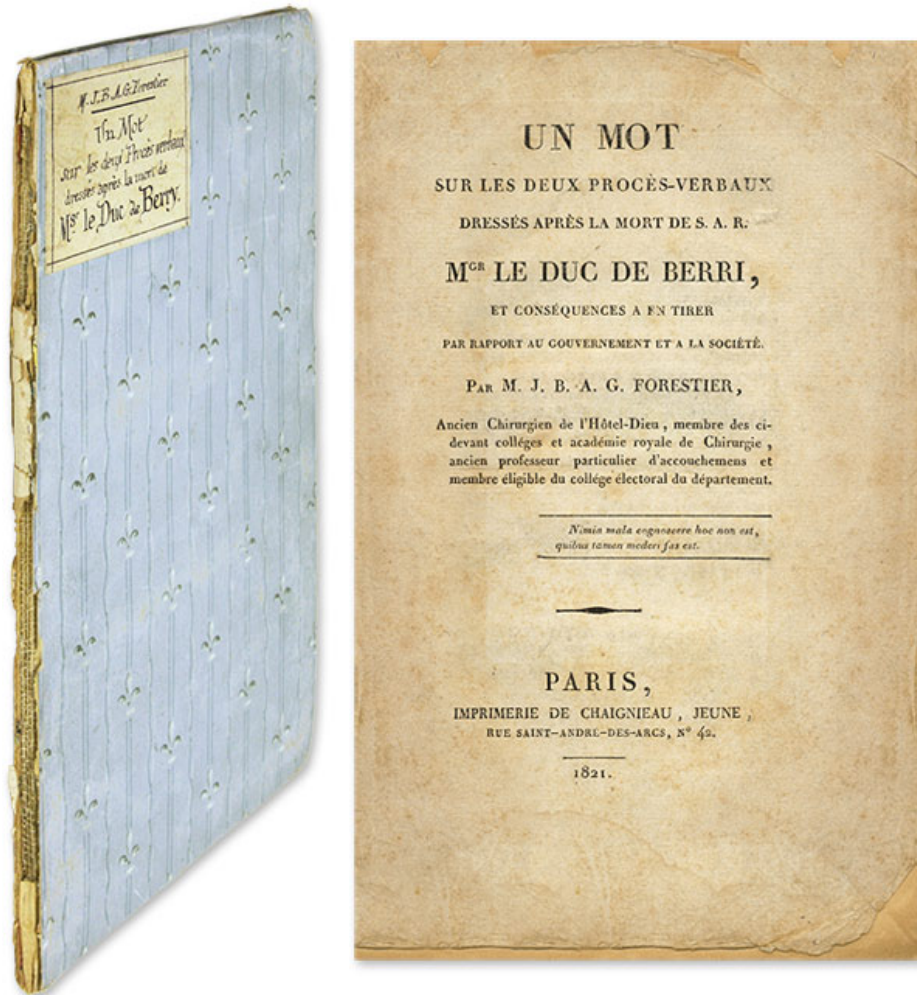 M. J. B. A. G. Forestier
Un Mot
sur les deux Procès verbaux
dressés après la mort de
Mgr. le Duc de Berry.
UN MOT
SUR LES DEUX PROCÈS-VERBAUX
DRESSÉS APRÈS LA MORT DE S. A. R.
MGR LE DUC DE BERRI,
ET CONSÉQUENCES A EN TIRER
PAR RAPPORT AU GOUVERNEMENT ET A LA SOCIÉTÉ.
PAR M. J. B. A. G. FORESTIER,
Ancien Chirurgien de l'Hôtel-Dieu, membre des ci-
devant colléges et académie royale de Chirurgie,
ancien professeur particulier d'accouchemens et
membre éligible du collége électoral du département.
Nimia mala cognoscere hoc non est,
quibus tamen mederi fas est.
PARIS,
IMPRIMERIE DE CHAIGNIEAU, JEUNE,
RUE SAINT-ANDRÉ-DES-ARCS, N° 42.
1821.